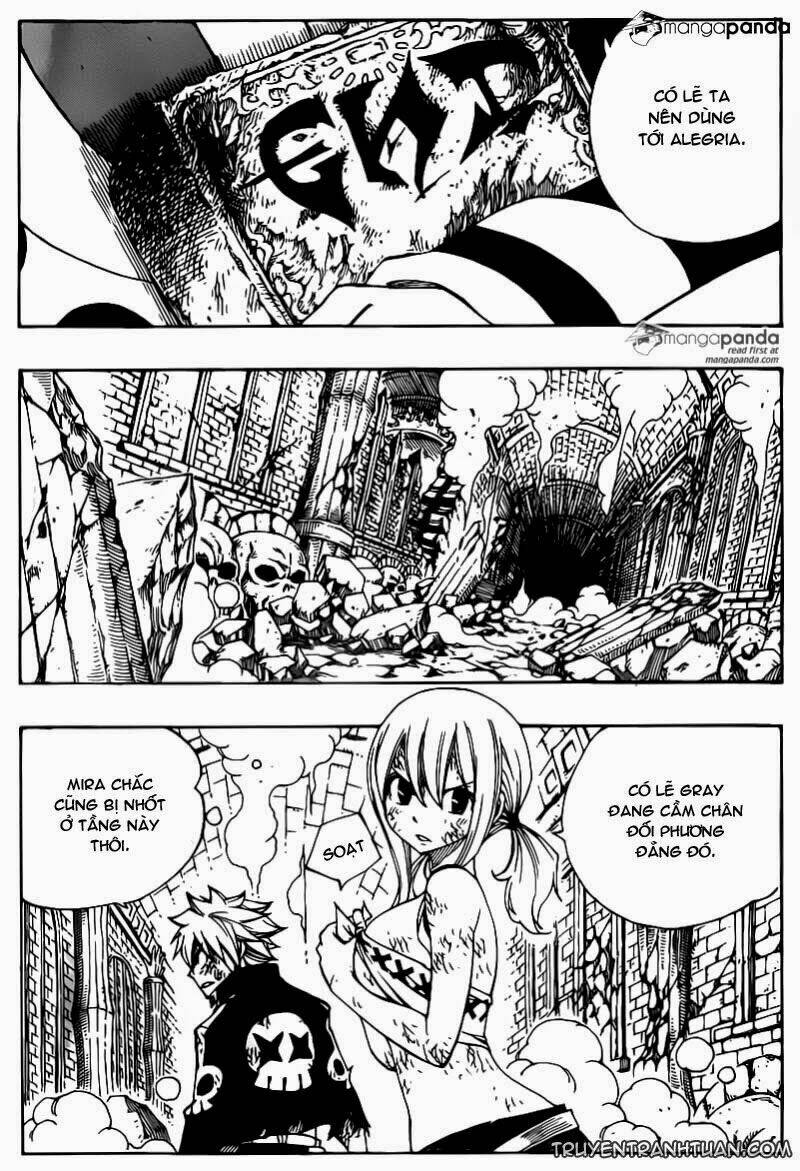 mangapanda
E.N.D
CÓ LẼ TA
NÊN DÙNG
TỚI ALEGRIA.
mangapanda
read first at
mangapanda.com
CÓ LẼ GRAY
ĐANG CẦM CHÂN
ĐỐI PHƯƠNG
ĐẰNG ĐÓ.
SOẠT
MIRA CHẮC
CŨNG BỊ NHỐT
Ở TẦNG NÀY
THÔI.
TRUYENTRANHTUAN.COM